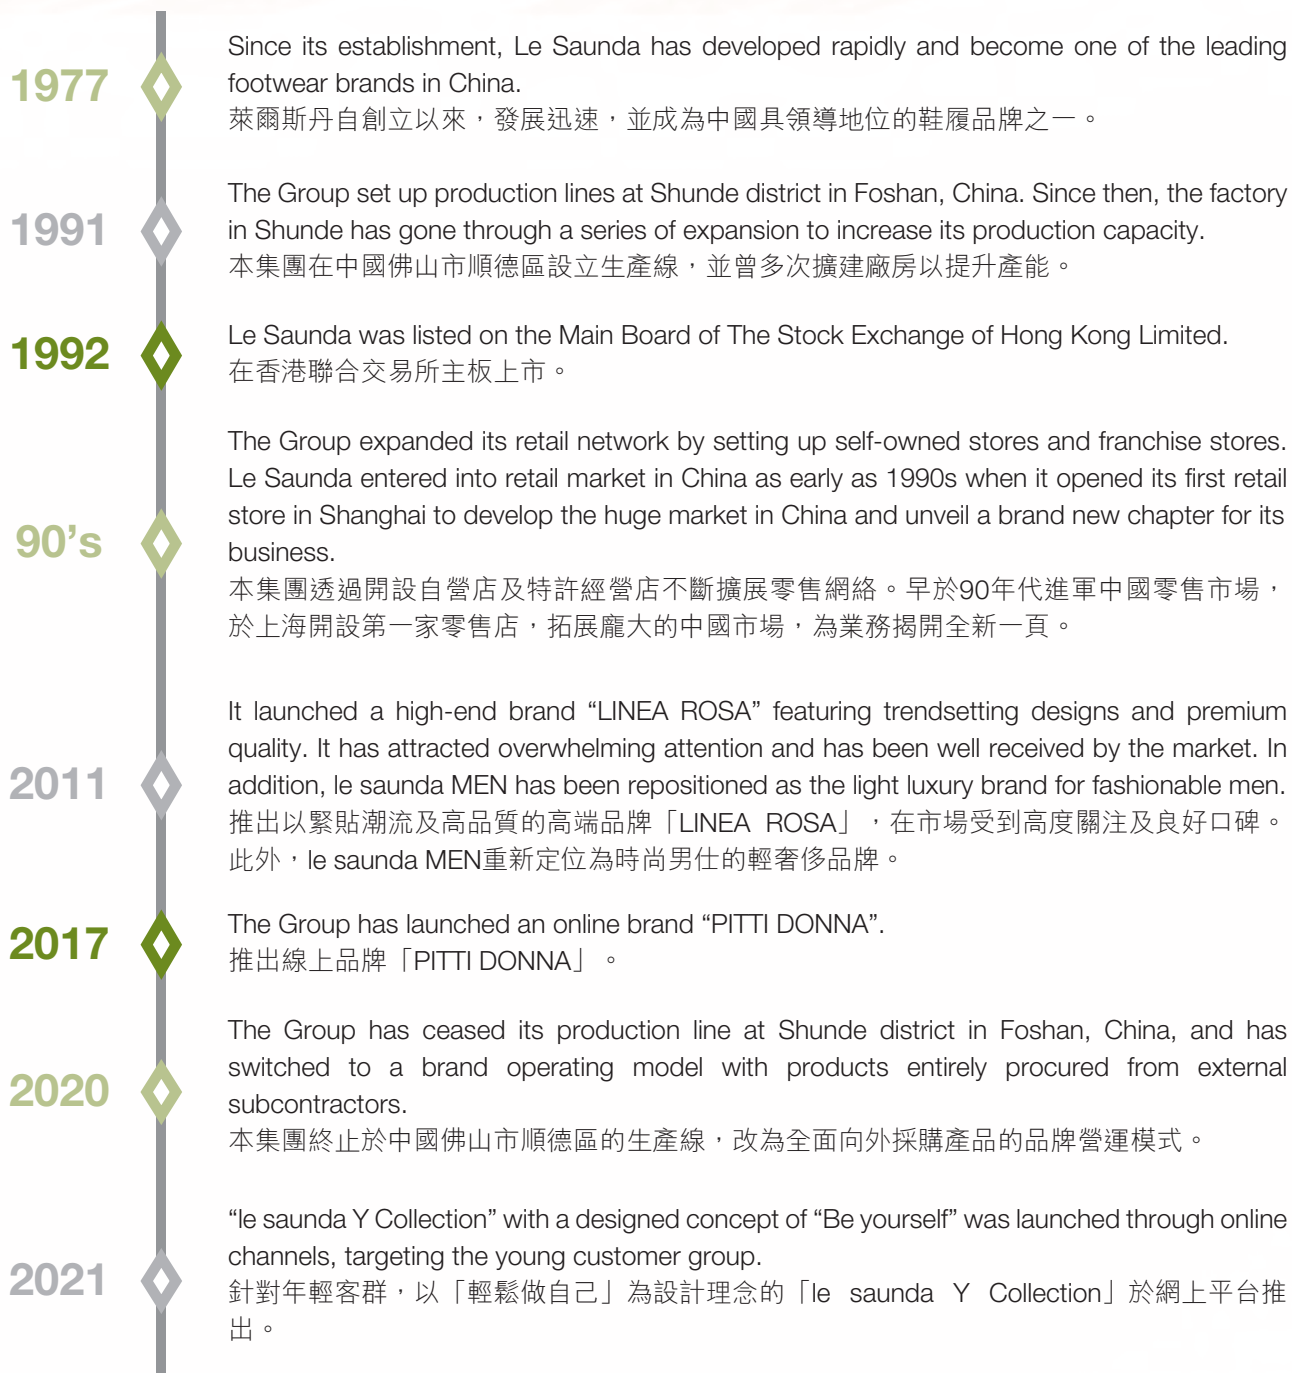 1977
Since its establishment, Le Saunda has developed rapidly and become one of the leading
footwear brands in China.
萊爾斯丹自創立以來，發展迅速，並成為中國具領導地位的鞋履品牌之一。
1991
The Group set up production lines at Shunde district in Foshan, China. Since then, the factory
in Shunde has gone through a series of expansion to increase its production capacity.
本集團在中國佛山市順德區設立生產線，並曾多次擴建廠房以提升產能。
1992
Le Saunda was listed on the Main Board of The Stock Exchange of Hong Kong Limited.
在香港聯合交易所主板上市。
90’s
The Group expanded its retail network by setting up self-owned stores and franchise stores.
Le Saunda entered into retail market in China as early as 1990s when it opened its first retail
store in Shanghai to develop the huge market in China and unveil a brand new chapter for its
business.
本集團透過開設自營店及特許經營店不斷擴展零售網絡。早於90年代進軍中國零售市場，
於上海開設第一家零售店，拓展龐大的中國市場，為業務揭開全新一頁。
2011
It launched a high-end brand “LINEA ROSA” featuring trendsetting designs and premium
quality. It has attracted overwhelming attention and has been well received by the market. In
addition, le saunda MEN has been repositioned as the light luxury brand for fashionable men.
推出以緊貼潮流及高品質的高端品牌「LINEA ROSA」，在市場受到高度關注及良好口碑。
此外，le saunda MEN重新定位為時尚男仕的輕奢侈品牌。
2017
The Group has launched an online brand “PITTI DONNA”.
推出線上品牌「PITTI DONNA」。
2020
The Group has ceased its production line at Shunde district in Foshan, China, and has
switched to a brand operating model with products entirely procured from external
subcontractors.
本集團終止於中國佛山市順德區的生產線，改為全面向外採購產品的品牌營運模式。
2021
“le saunda Y Collection” with a designed concept of “Be yourself” was launched through online
channels, targeting the young customer group.
針對年輕客群，以「輕鬆做自己」為設計理念的「le saunda Y Collection」於網上平台推
出。